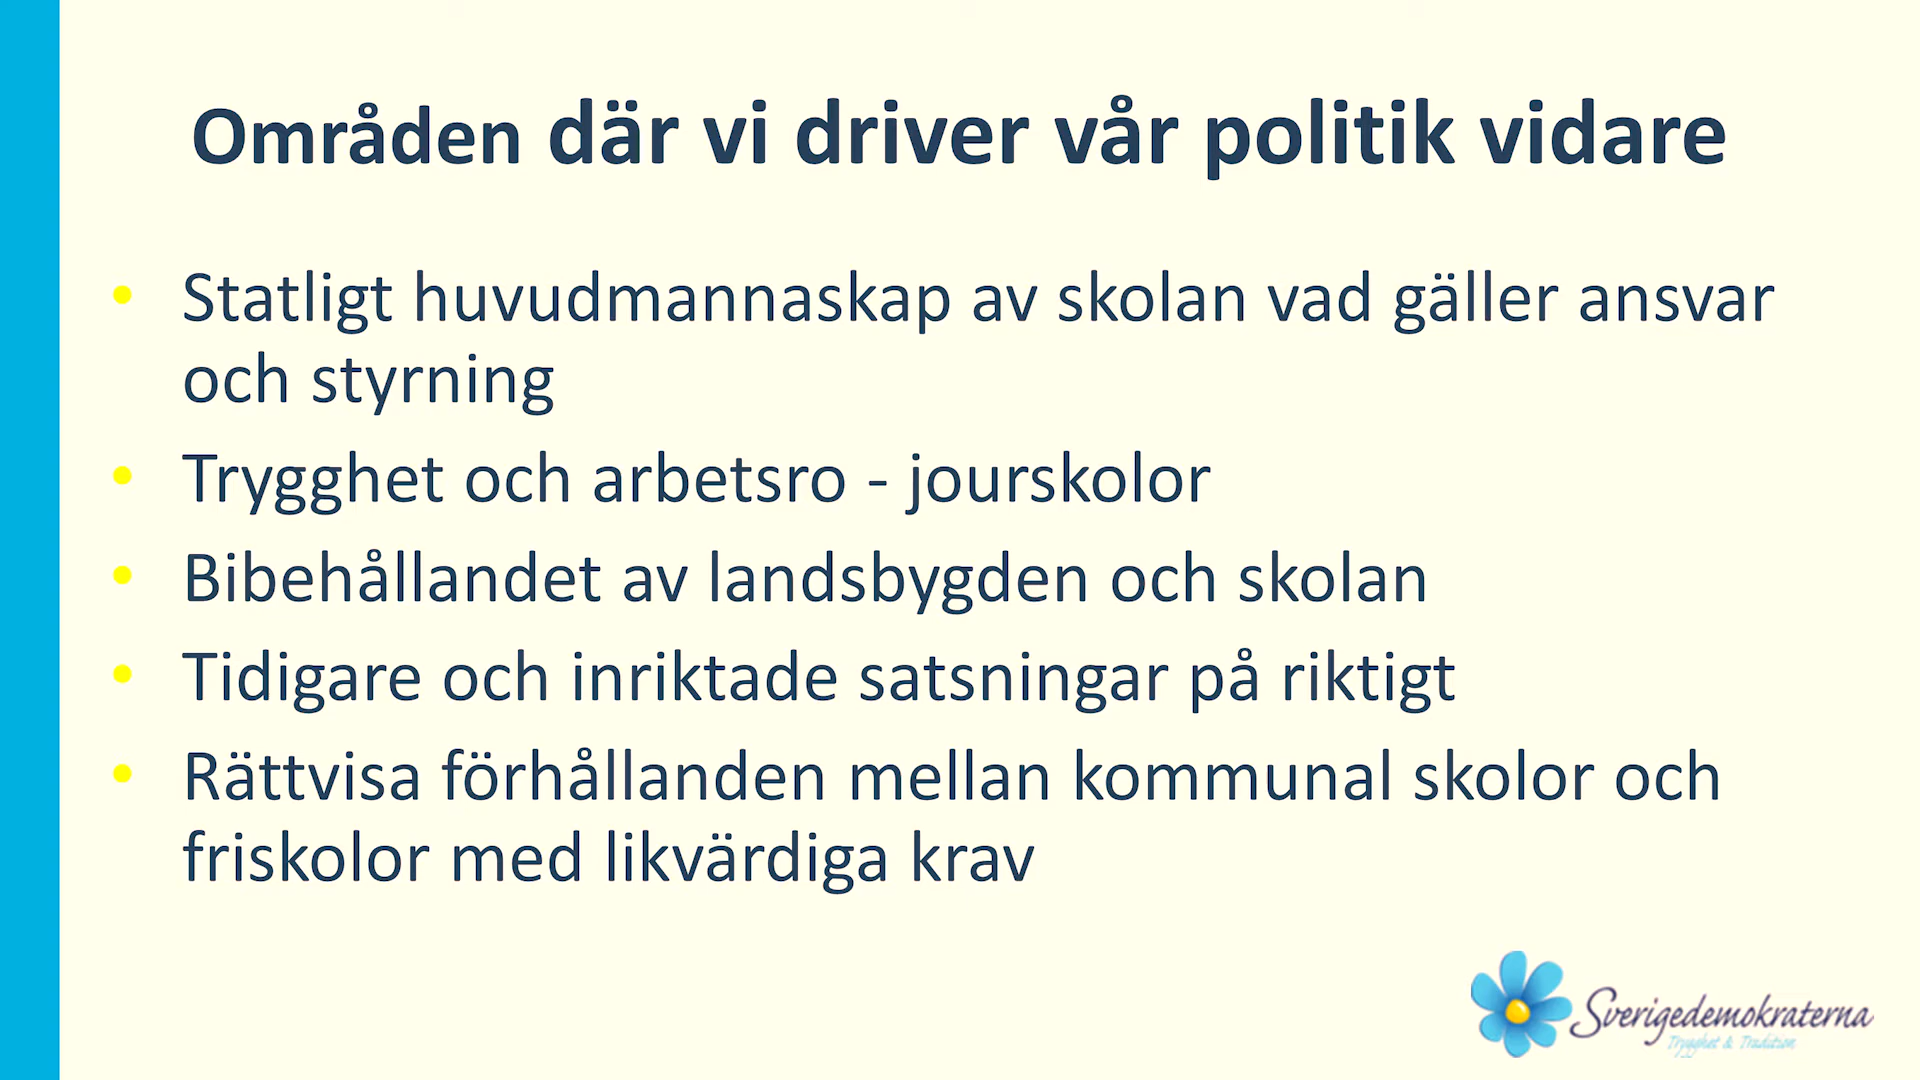 Områden där vi driver vår politik vidare
• Statligt huvudmannaskap av skolan vad gäller ansvar
och styrning
• Trygghet och arbetsro - jourskolor
• Bibehållandet av landsbygden och skolan
• Tidigare och inriktade satsningar på riktigt
• Rättvisa förhållanden mellan kommunal skolor och
friskolor med likvärdiga krav
Sverigedemokraterna
Trygghet & Tradition